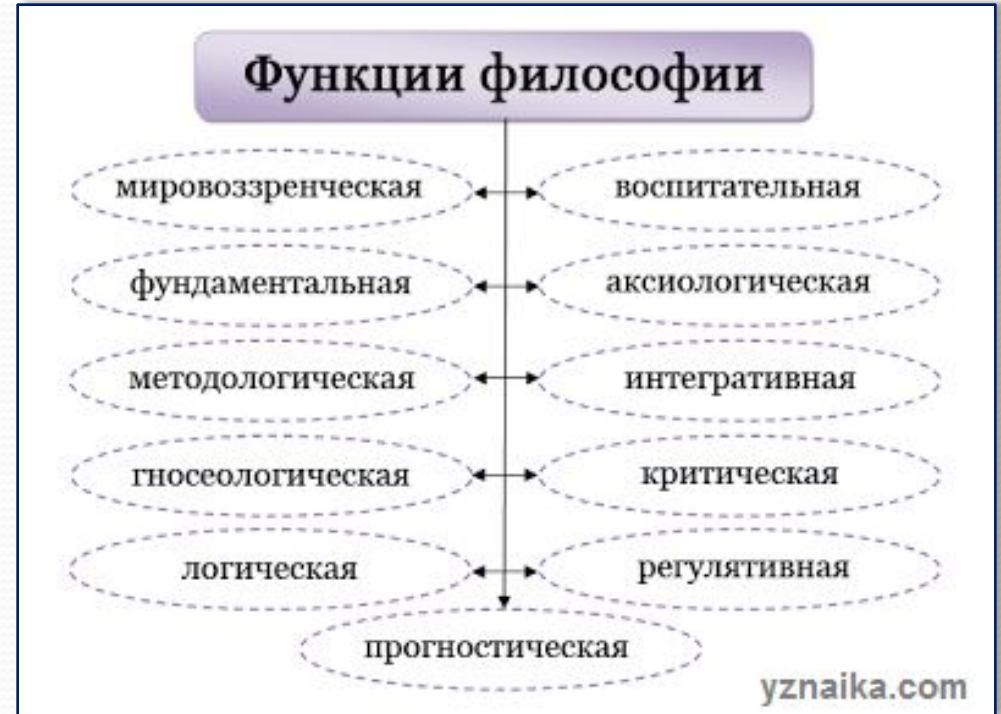 Функции философии
мировоззренческая
воспитательная
фундаментальная
аксиологическая
методологическая
интегративная
гносеологическая
критическая
логическая
регулятивная
прогностическая
yznaika.com